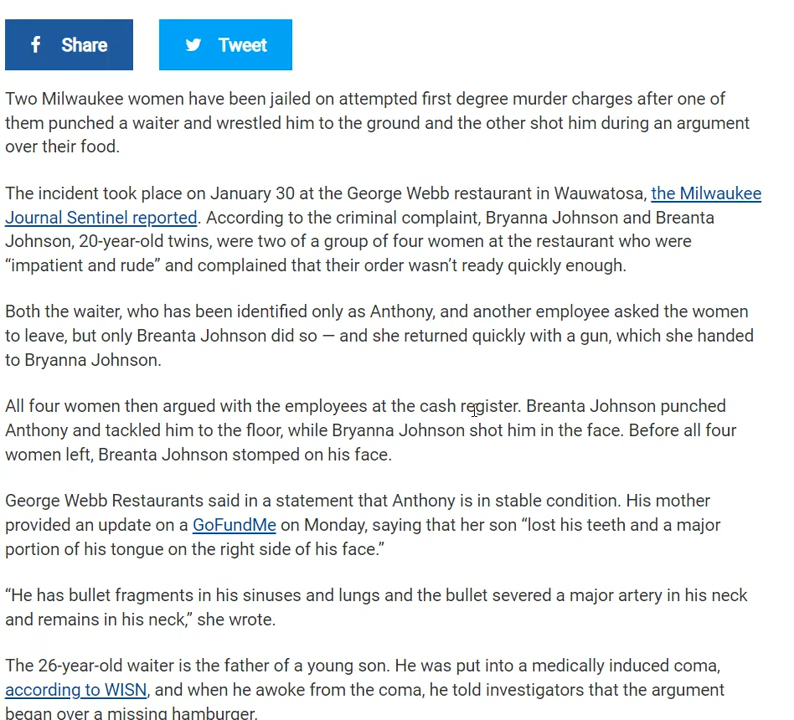 Share Tweet
Two Milwaukee women have been jailed on attempted first degree murder charges after one of
them punched a waiter and wrestled him to the ground and the other shot him during an argument
over their food.
The incident took place on January 30 at the George Webb restaurant in Wauwatosa, the Milwaukee
Journal Sentinel reported. According to the criminal complaint, Bryanna Johnson and Breanta
Johnson, 20-year-old twins, were two of a group of four women at the restaurant who were
“impatient and rude” and complained that their order wasn’t ready quickly enough.
Both the waiter, who has been identified only as Anthony, and another employee asked the women
to leave, but only Breanta Johnson did so — and she returned quickly with a gun, which she handed
to Bryanna Johnson.
All four women then argued with the employees at the cash register. Breanta Johnson punched
Anthony and tackled him to the floor, while Bryanna Johnson shot him in the face. Before all four
women left, Breanta Johnson stomped on his face.
George Webb Restaurants said in a statement that Anthony is in stable condition. His mother
provided an update on a GoFundMe on Monday, saying that her son “lost his teeth and a major
portion of his tongue on the right side of his face.”
“He has bullet fragments in his sinuses and lungs and the bullet severed a major artery in his neck
and remains in his neck,” she wrote.
The 26-year-old waiter is the father of a young son. He was put into a medically induced coma,
according to WISN, and when he awoke from the coma, he told investigators that the argument
began over a missing hamburger.